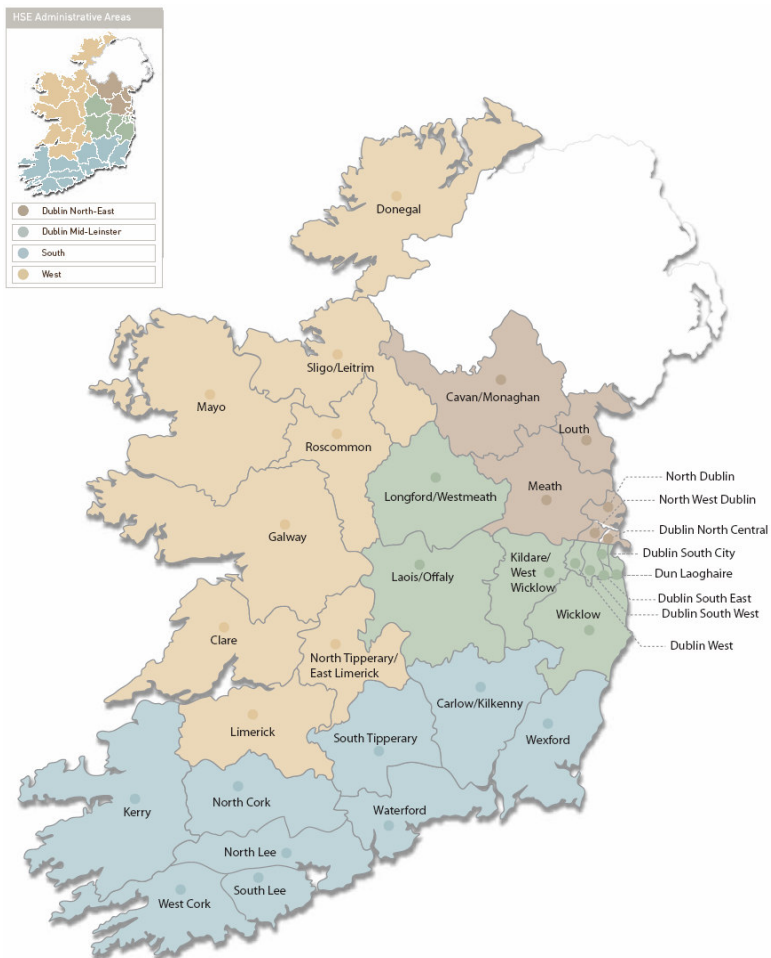 HSE Administrative Areas
Dublin North-East
Dublin Mid-Leinster
South
West
Donegal
Sligo/Leitrim
Cavan/Monaghan
Mayo
Louth
Roscommon
North Dublin
Meath
Longford/Westmeath
North West Dublin
Dublin North Central
Galway
Dublin South City
Kildare/
West
Wicklow
Laois/Offaly
Dun Laoghaire
Dublin South East
Dublin South West
Wicklow
Clare
Dublin West
North Tipperary/
East Limerick
Carlow/Kilkenny
Limerick
South Tipperary
Wexford
North Cork
Kerry
Waterford
North Lee
South Lee
West Cork